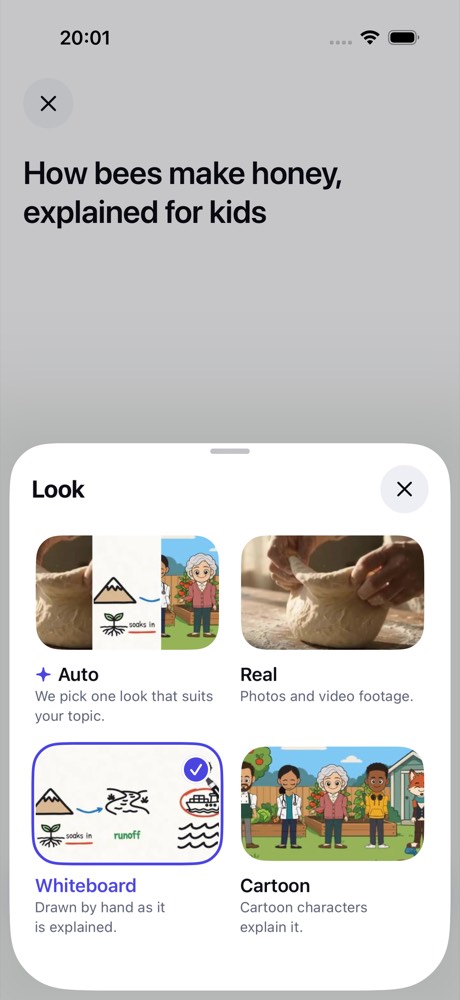 20:01
How bees make honey,
explained for kids
Look
soaks in
Auto
We pick one look that suits
your topic.
Real
Photos and video footage.
soaks in
runoff
Whiteboard
Drawn by hand as it
is explained.
Cartoon
Cartoon characters
explain it.